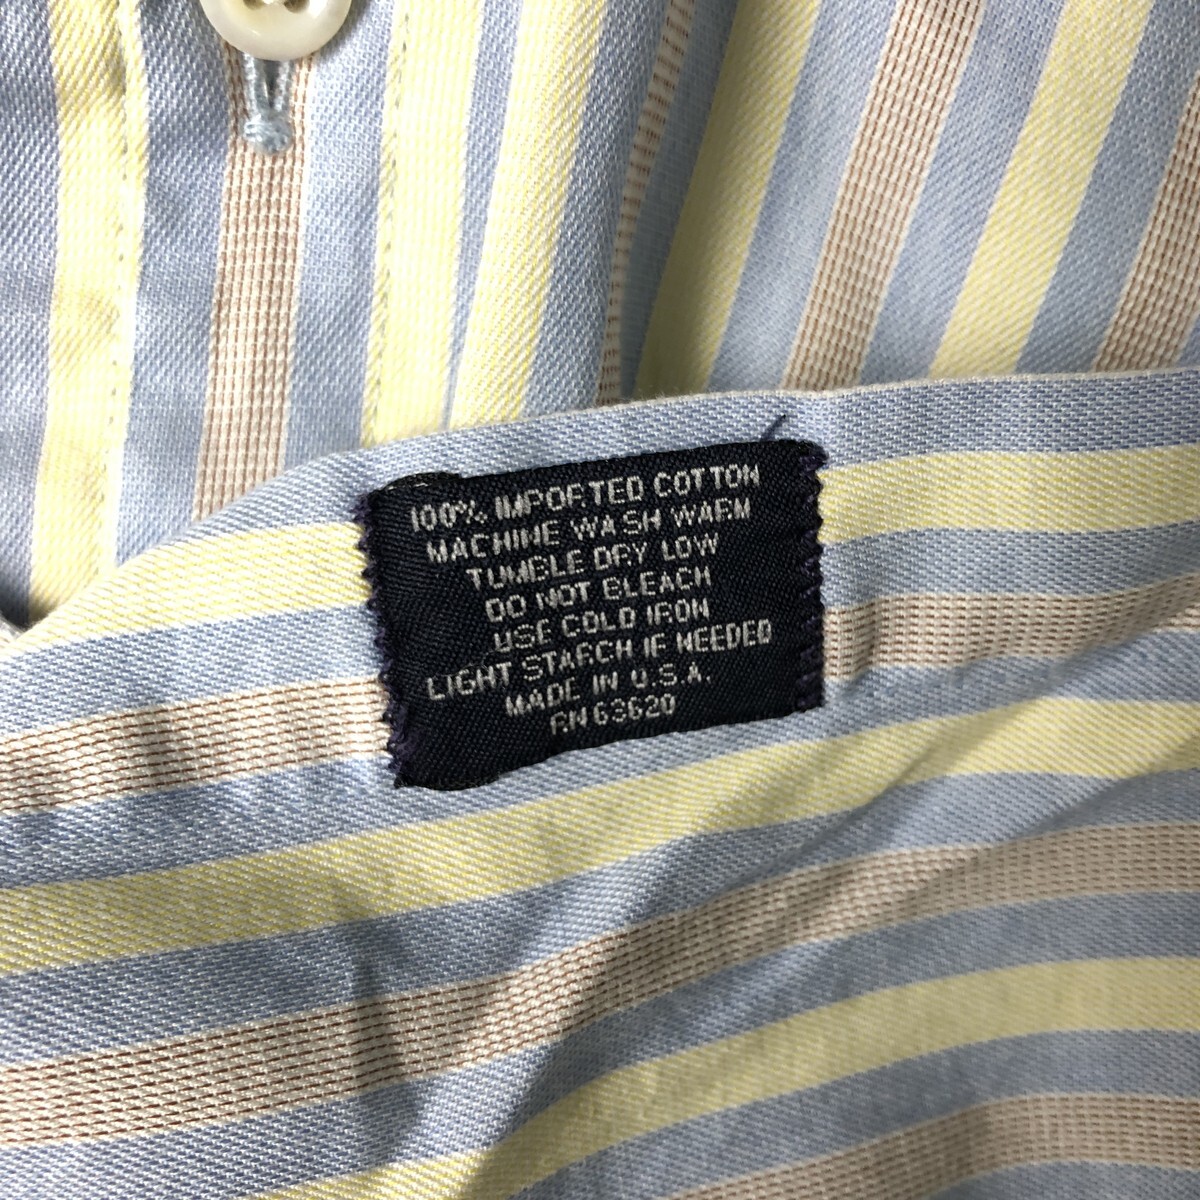 100% IMPORTED COTTON
MACHINE WASH WARM
TUMBLE DRY LOW
DO NOT BLEACH
USE COLD IRON
LIGHT STARCH IF NEEDED
MADE IN U.S.A.
RN 63620